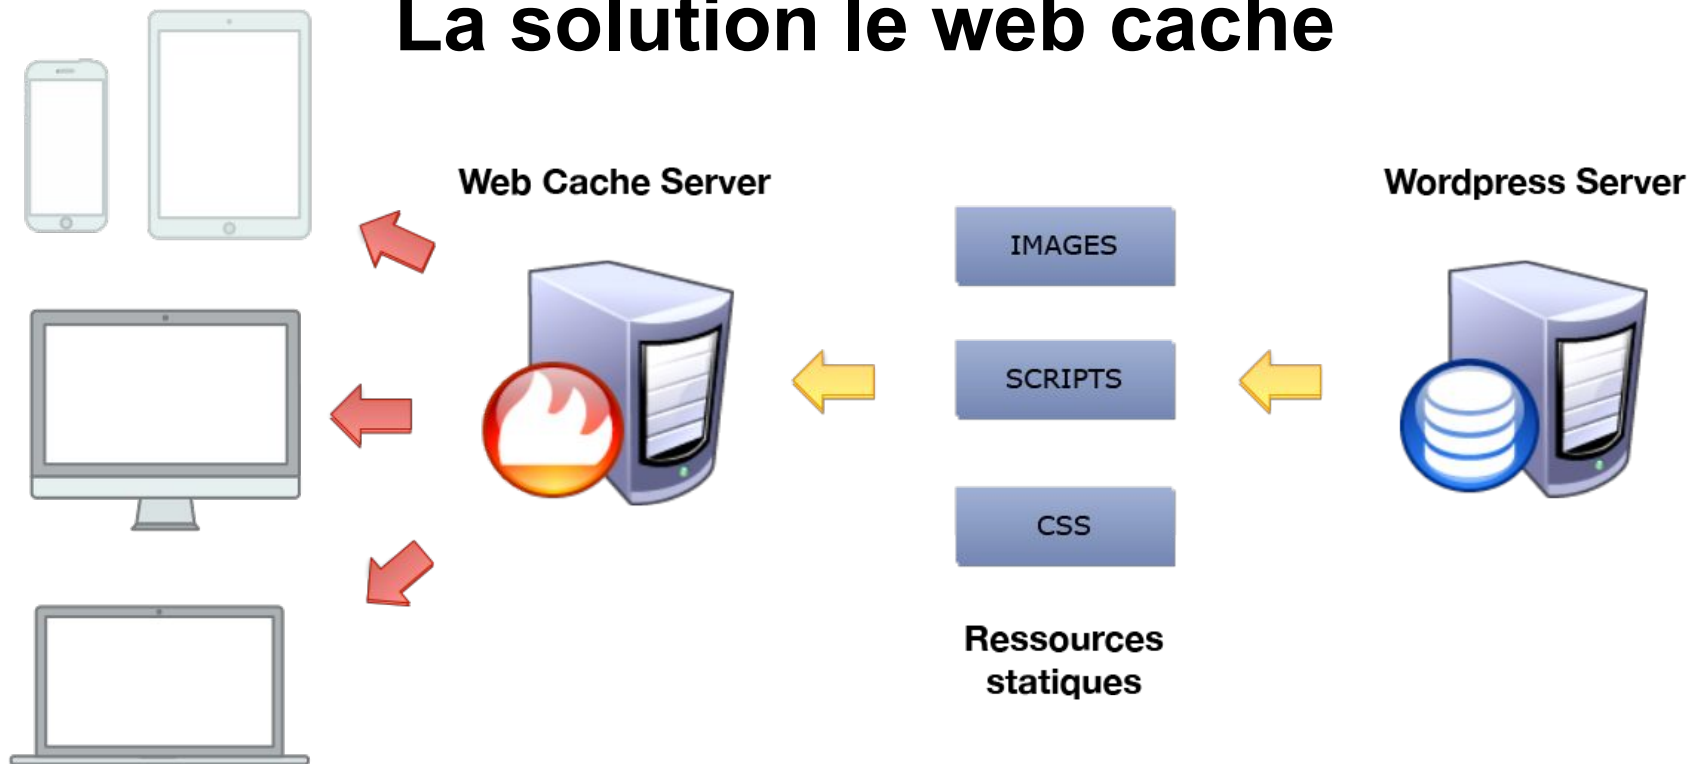 La solution le web cache
Web Cache Server
Wordpress Server
IMAGES
SCRIPTS
CSS
Ressources
statiques